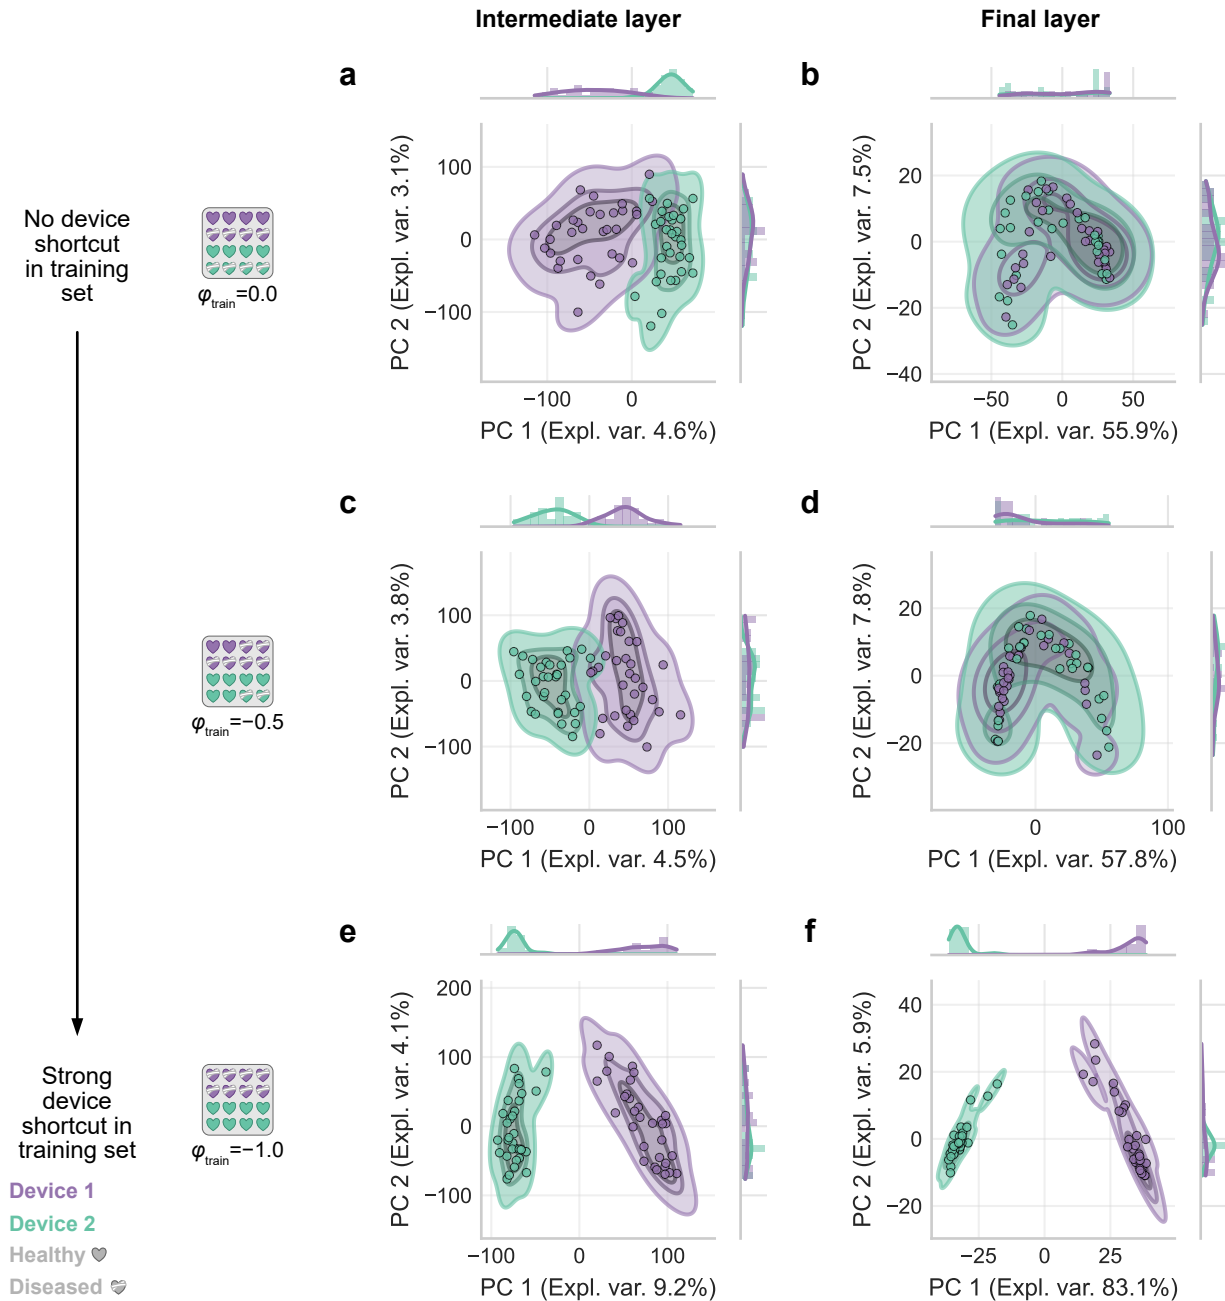 Intermediate layer
Final layer
a
b
No device
shortcut
in training
set
φtrain=0.0
PC 2 (Expl. var. 3.1%)
100
0
−100
−100
0
PC 1 (Expl. var. 4.6%)
PC 2 (Expl. var. 7.5%)
20
0
−20
−40
−50
0
50
PC 1 (Expl. var. 55.9%)
c
d
φtrain=−0.5
PC 2 (Expl. var. 3.8%)
100
0
−100
−100
0
100
PC 1 (Expl. var. 4.5%)
PC 2 (Expl. var. 7.8%)
20
0
−20
0
100
PC 1 (Expl. var. 57.8%)
e
f
Strong
device
shortcut in
training set
φtrain=−1.0
PC 2 (Expl. var. 4.1%)
200
100
0
−100
−100
0
100
PC 1 (Expl. var. 9.2%)
PC 2 (Expl. var. 5.9%)
40
20
0
−20
−25
0
25
PC 1 (Expl. var. 83.1%)
Device 1
Device 2
Healthy
Diseased